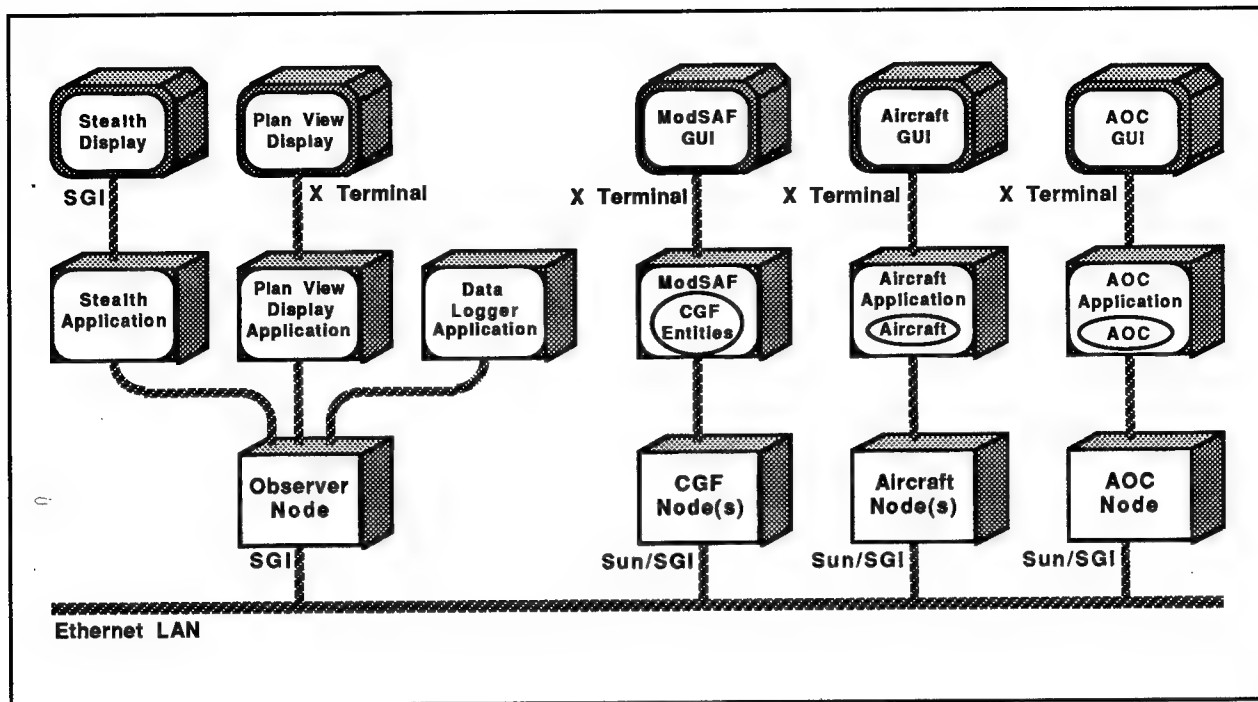 Stealth
Display
Plan View
Display
ModSAF
GUI
Aircraft
GUI
AOC
GUI
SGI
X Terminal
X Terminal
X Terminal
X Terminal
Stealth
Application
Plan View
Display
Application
Data
Logger
Application
ModSAF
CGF
Entities
Aircraft
Application
Aircraft
AOC
Application
AOC
Observer
Node
CGF
Node(s)
Aircraft
Node(s)
AOC
Node
SGI
Sun/SGI
Sun/SGI
Sun/SGI
Ethernet LAN